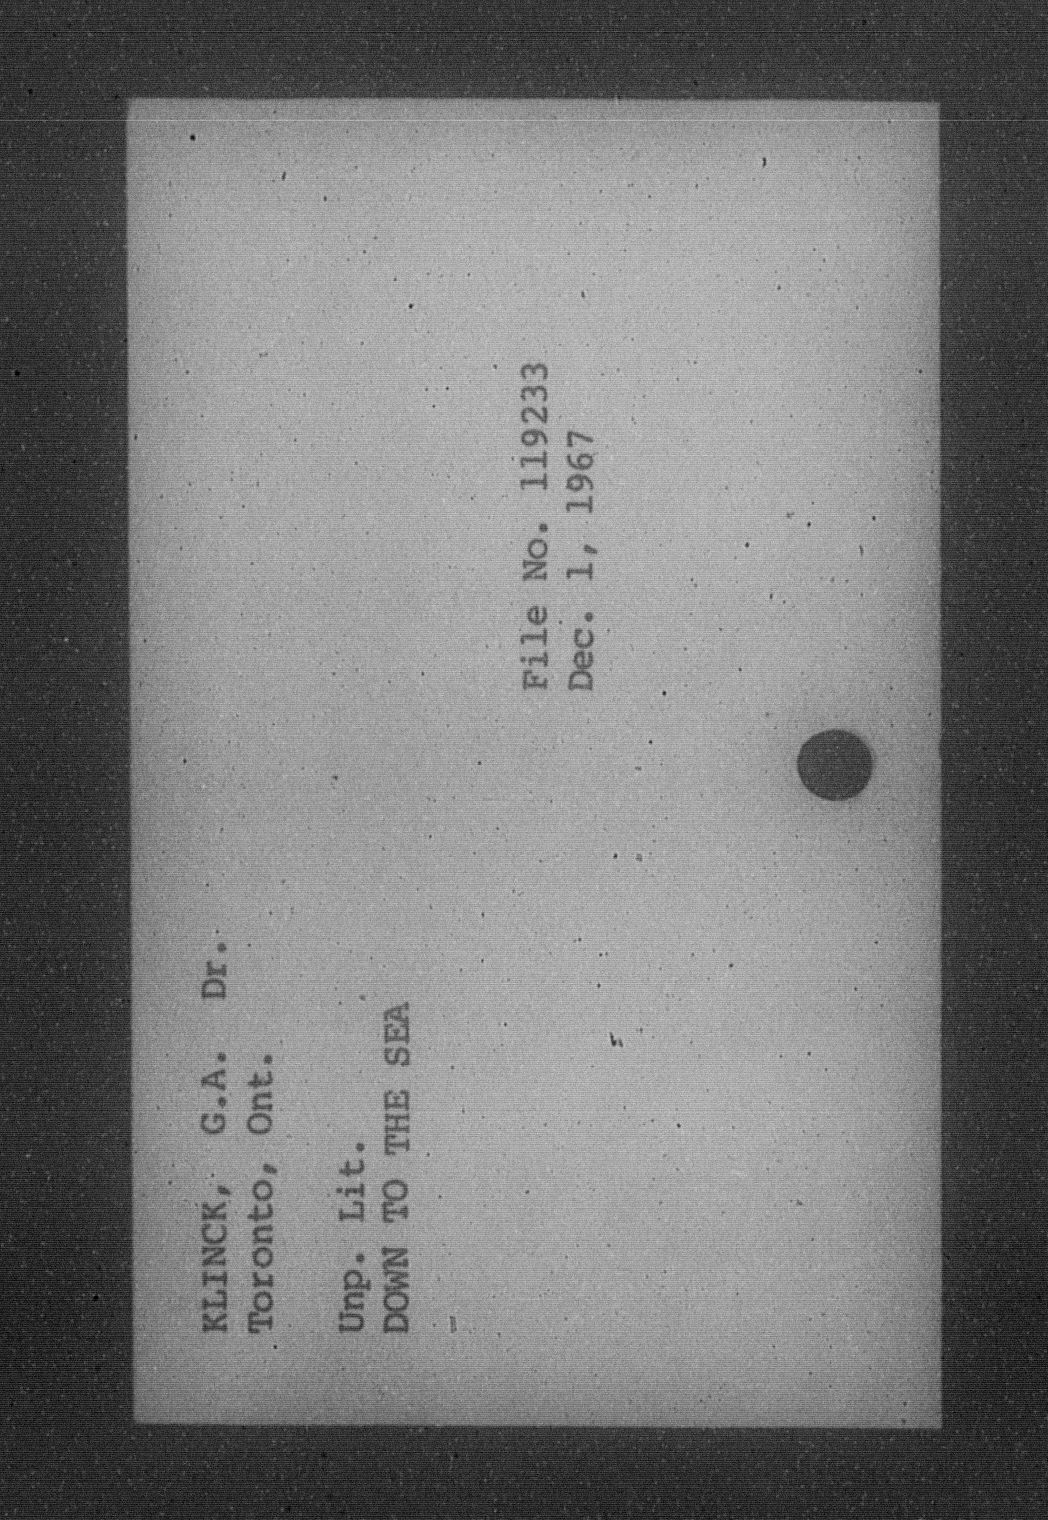 KLINCK, G.A. Dr.
Toronto, Ont.
Unp. Lit.
DOWN TO THE SEA
File No. 119233
Dec. 1, 1967